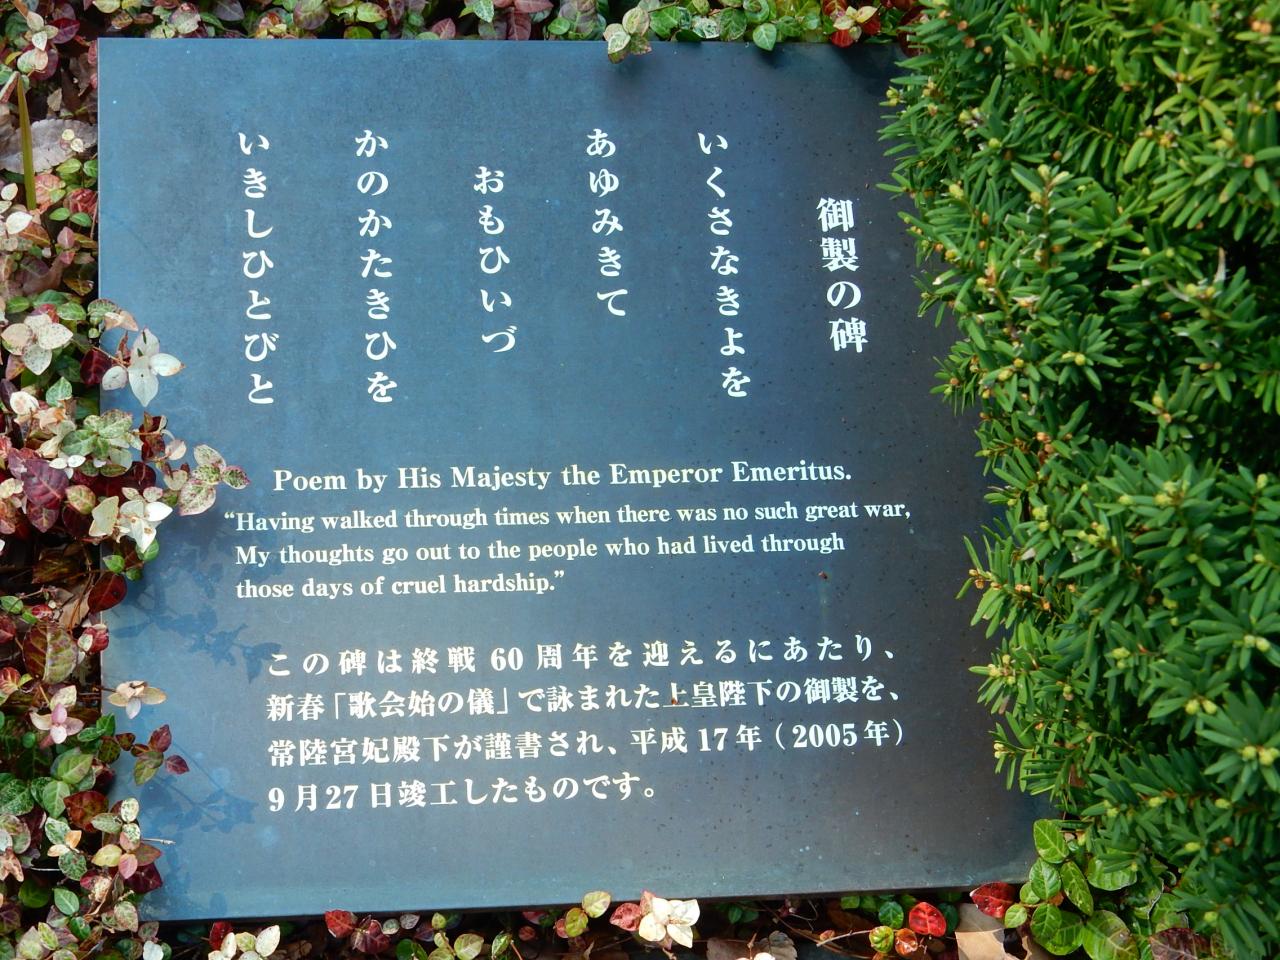 御製の碑
いくさなきよを
あゆみきて
おもひいづ
かのかたきひを
いきしひとびと
Poem by His Majesty the Emperor Emeritus.
“Having walked through times when there was no such great war,
My thoughts go out to the people who had lived through
those days of cruel hardship.”
この碑は終戦60周年を迎えるにあたり、
新春「歌会始の儀」で詠まれた上皇陛下の御製を、
常陸宮妃殿下が謹書され、平成17年（2005年）
9月27日竣工したものです。